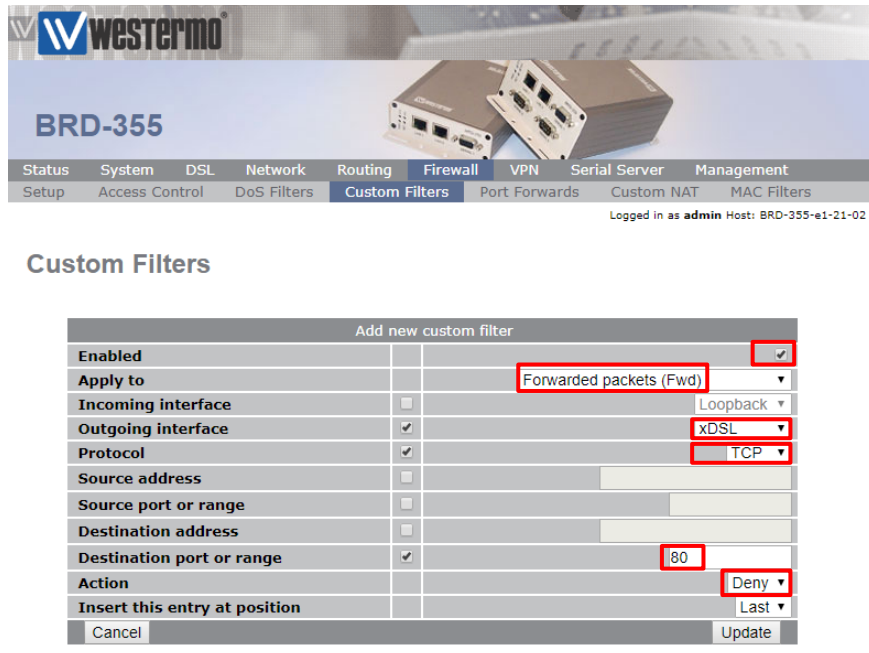 westermo
BRD-355
Status System DSL Network Routing Firewall VPN Serial Server Management
Setup Access Control DoS Filters Custom Filters Port Forwards Custom NAT MAC Filters
Logged in as admin Host: BRD-355-e1-21-02
Custom Filters
Add new custom filter
Enabled
Apply to Forwarded packets (Fwd)
Incoming interface Loopback
Outgoing interface xDSL
Protocol TCP
Source address
Source port or range
Destination address
Destination port or range 80
Action Deny
Insert this entry at position Last
Cancel Update